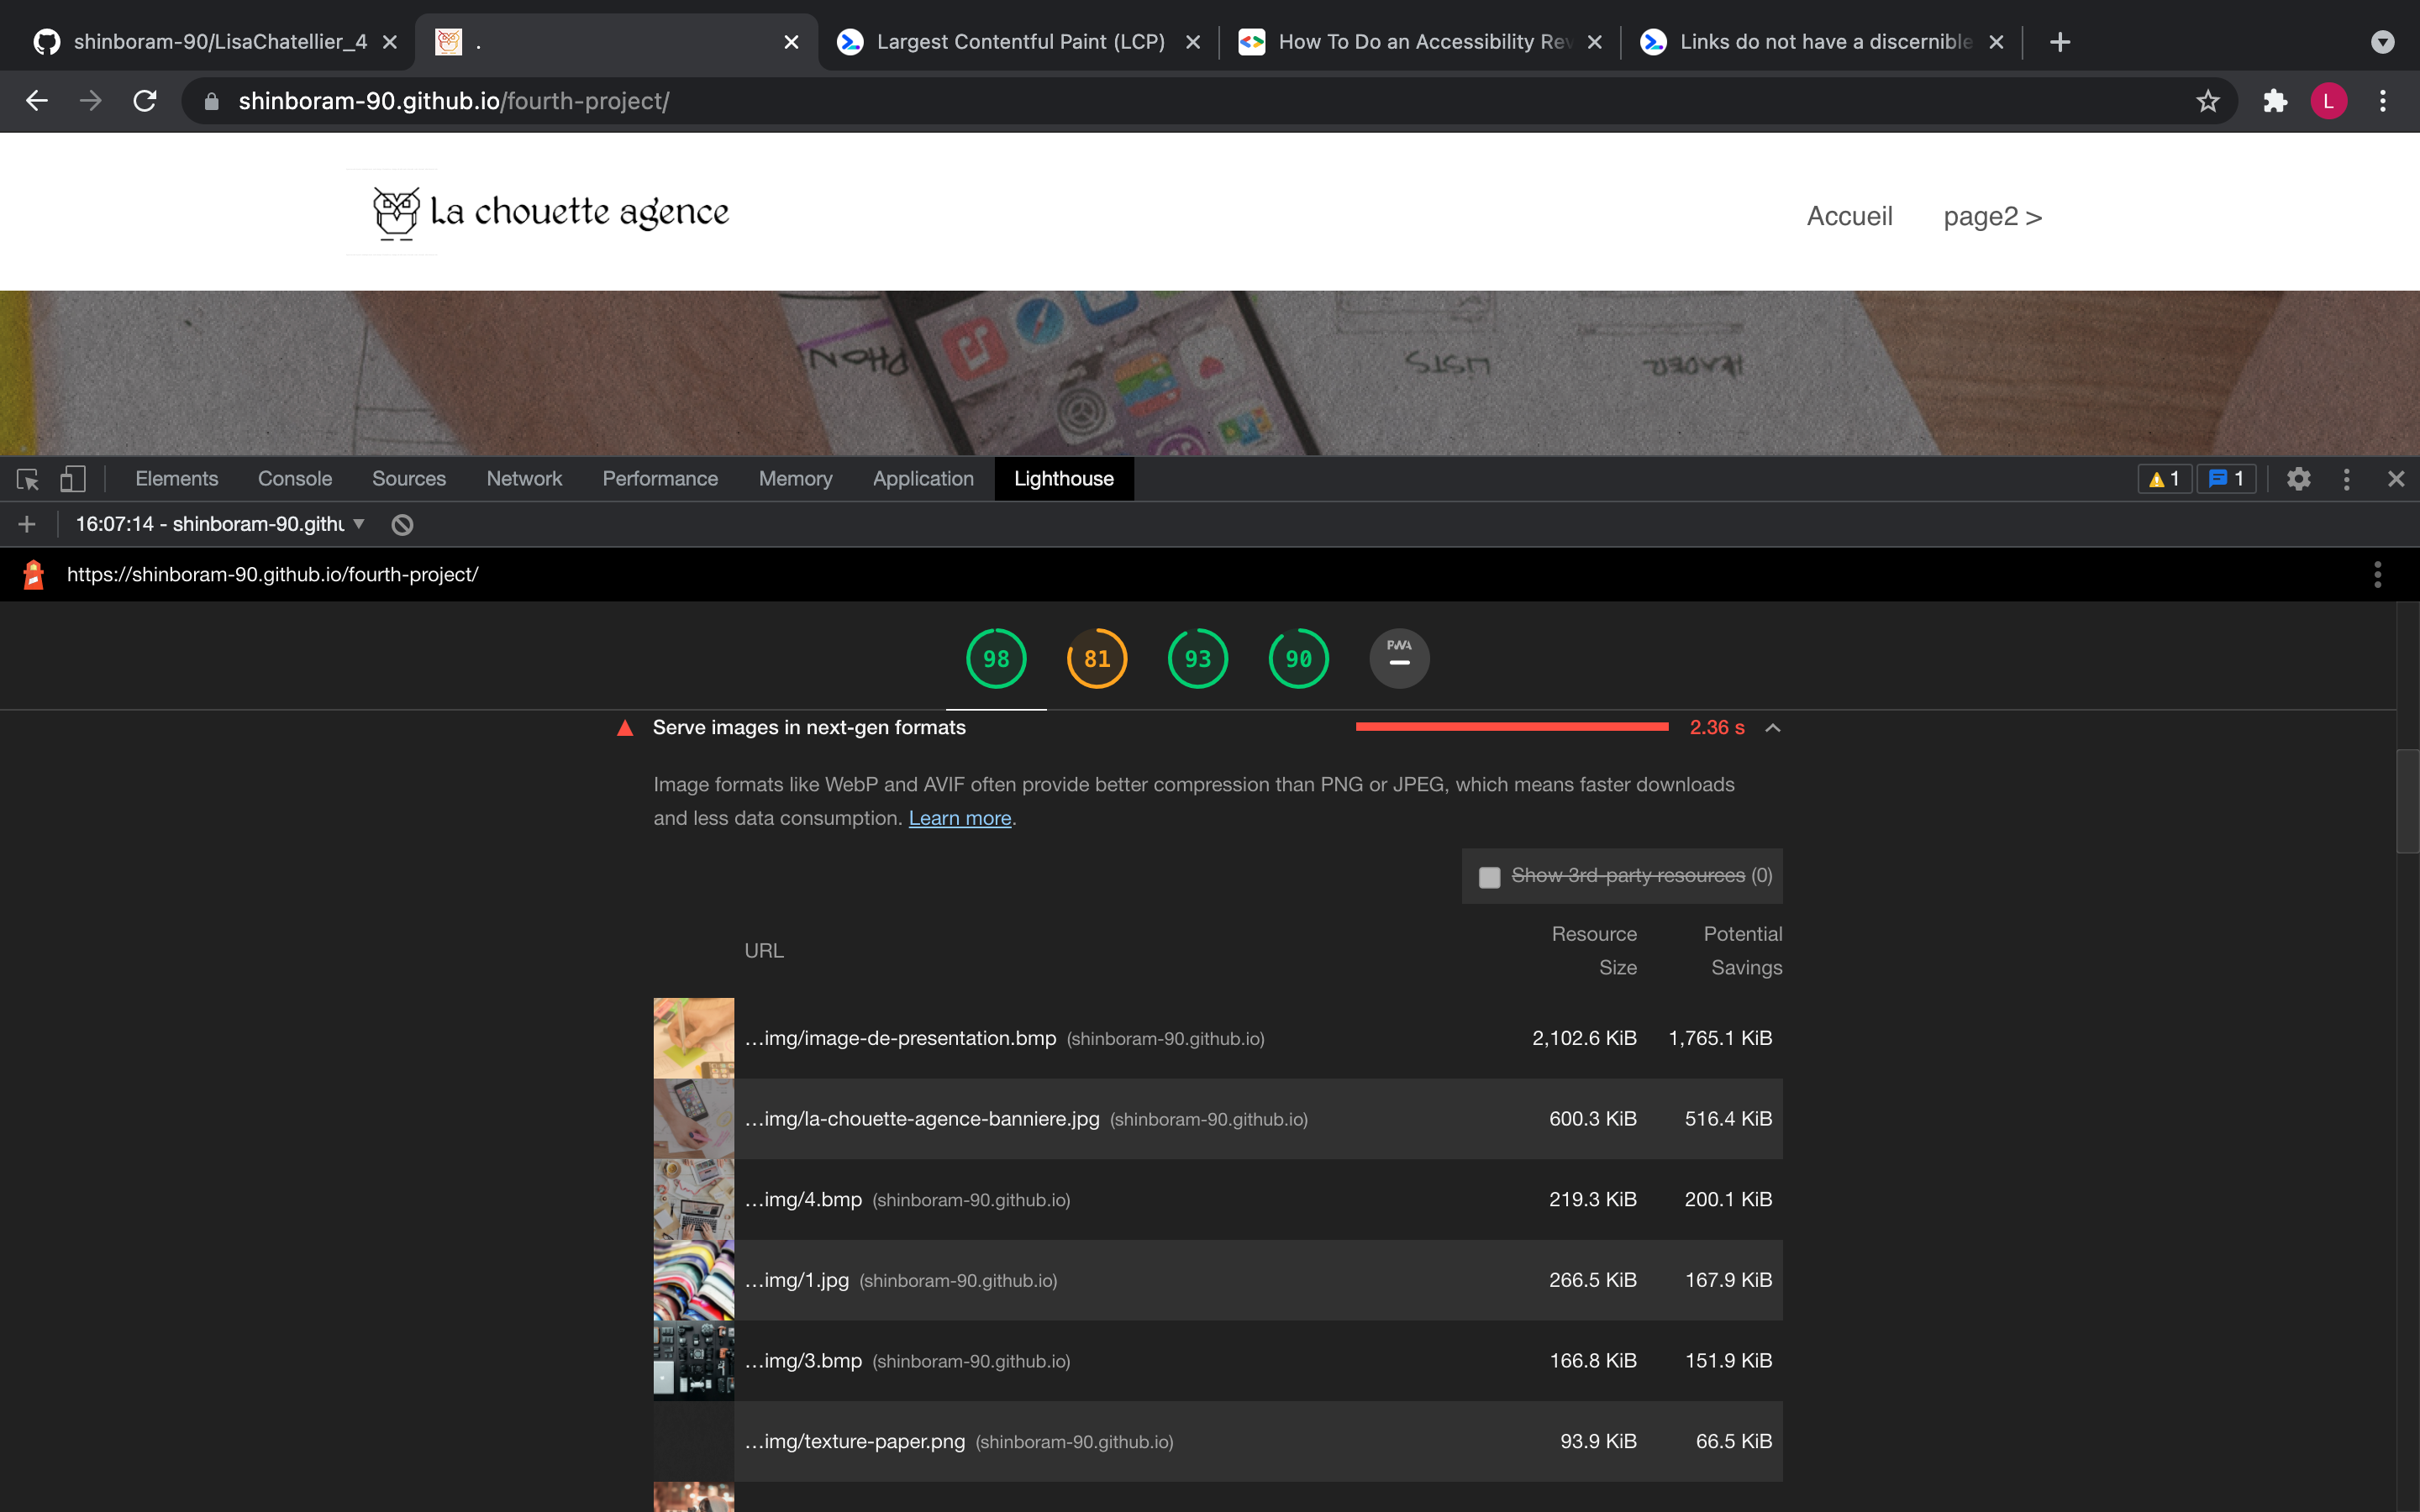 shinboram-90/LisaChatellier_4
.
Largest Contentful Paint (LCP)
How To Do an Accessibility Rev
Links do not have a discernible
shinboram-90.github.io/fourth-project/
L
La chouette agence
Accueil
page2 >
PHON
LISTS
HEADER
Elements
Console
Sources
Network
Performance
Memory
Application
Lighthouse
1
1
16:07:14 - shinboram-90.githu
https://shinboram-90.github.io/fourth-project/
98
81
93
90
PWA
Serve images in next-gen formats
2.36 s
Image formats like WebP and AVIF often provide better compression than PNG or JPEG, which means faster downloads
and less data consumption. Learn more.
Show 3rd-party resources (0)
URL
Resource
Size
Potential
Savings
…img/image-de-presentation.bmp (shinboram-90.github.io) 2,102.6 KiB 1,765.1 KiB
…img/la-chouette-agence-banniere.jpg (shinboram-90.github.io) 600.3 KiB 516.4 KiB
…img/4.bmp (shinboram-90.github.io) 219.3 KiB 200.1 KiB
…img/1.jpg (shinboram-90.github.io) 266.5 KiB 167.9 KiB
…img/3.bmp (shinboram-90.github.io) 166.8 KiB 151.9 KiB
…img/texture-paper.png (shinboram-90.github.io) 93.9 KiB 66.5 KiB